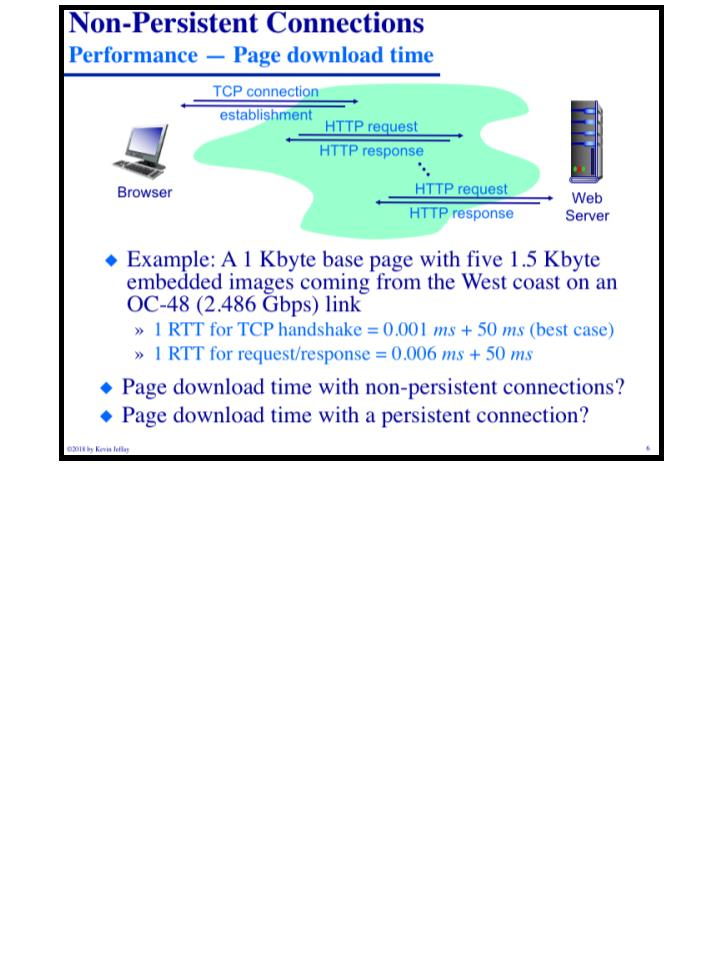 Non-Persistent Connections
Performance — Page download time
TCP connection
establishment
HTTP request
HTTP response
HTTP request
HTTP response
Browser
Web
Server
◆ Example: A 1 Kbyte base page with five 1.5 Kbyte
embedded images coming from the West coast on an
OC-48 (2.486 Gbps) link
» 1 RTT for TCP handshake = 0.001 ms + 50 ms (best case)
» 1 RTT for request/response = 0.006 ms + 50 ms
◆ Page download time with non-persistent connections?
◆ Page download time with a persistent connection?
©2018 by Kevin Jeffay
6